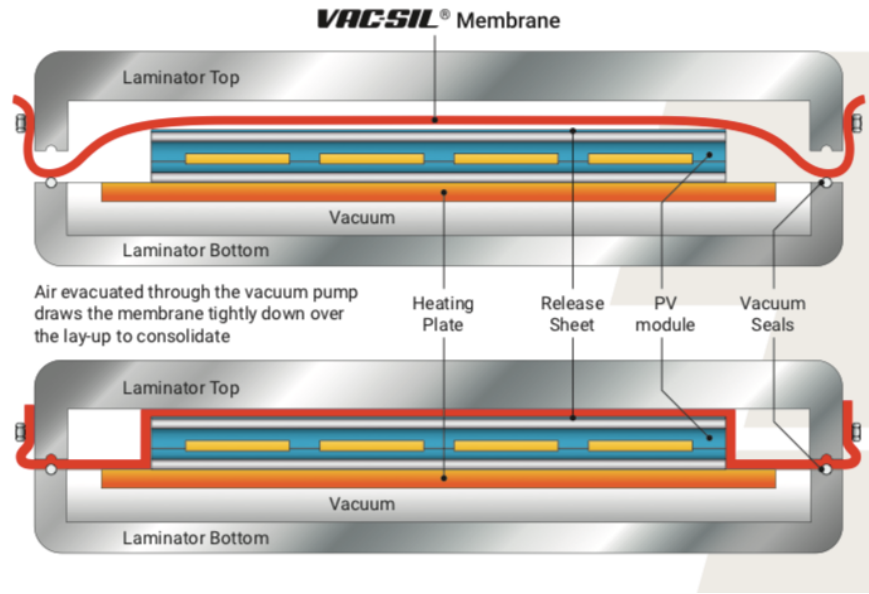 VAC-SIL® Membrane
Laminator Top
Vacuum
Laminator Bottom
Air evacuated through the vacuum pump
draws the membrane tightly down over
the lay-up to consolidate
Heating
Plate
Release
Sheet
PV
module
Vacuum
Seals
Laminator Top
Vacuum
Laminator Bottom